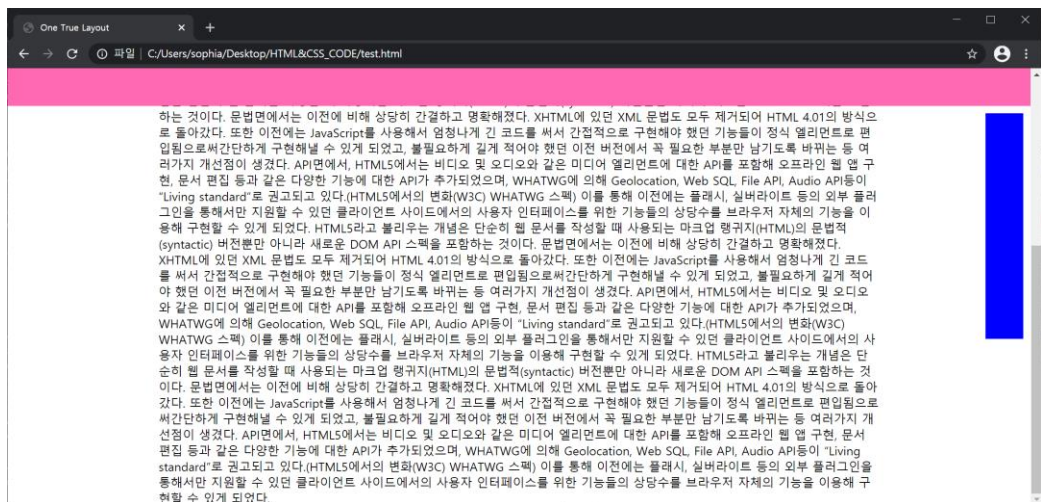 One True Layout
파일
C:/Users/sophia/Desktop/HTML&CSS_CODE/test.html
하는 것이다. 문법면에서는 이전에 비해 상당히 간결하고 명확해졌다. XHTML에 있던 XML 문법도 모두 제거되어 HTML 4.01의 방식으
로 돌아갔다. 또한 이전에는 JavaScript를 사용해서 엄청나게 긴 코드를 써서 간접적으로 구현해야 했던 기능들이 정식 엘리먼트로 편
입됨으로써간단하게 구현해낼 수 있게 되었고, 불필요하게 길게 적어야 했던 이전 버전에서 꼭 필요한 부분만 남기도록 바뀌는 등 여
러가지 개선점이 생겼다. API면에서, HTML5에서는 비디오 및 오디오와 같은 미디어 엘리먼트에 대한 API를 포함해 오프라인 웹 앱 구
현, 문서 편집 등과 같은 다양한 기능에 대한 API가 추가되었으며, WHATWG에 의해 Geolocation, Web SQL, File API, Audio API등이
“Living standard”로 권고되고 있다.(HTML5에서의 변화(W3C) WHATWG 스펙) 이를 통해 이전에는 플래시, 실버라이트 등의 외부 플러
그인을 통해서만 지원할 수 있던 클라이언트 사이드에서의 사용자 인터페이스를 위한 기능들의 상당수를 브라우저 자체의 기능을 이
용해 구현할 수 있게 되었다. HTML5라고 불리우는 개념은 단순히 웹 문서를 작성할 때 사용되는 마크업 랭귀지(HTML)의 문법적
(syntactic) 버전뿐만 아니라 새로운 DOM API 스펙을 포함하는 것이다. 문법면에서는 이전에 비해 상당히 간결하고 명확해졌다.
XHTML에 있던 XML 문법도 모두 제거되어 HTML 4.01의 방식으로 돌아갔다. 또한 이전에는 JavaScript를 사용해서 엄청나게 긴 코드
를 써서 간접적으로 구현해야 했던 기능들이 정식 엘리먼트로 편입됨으로써간단하게 구현해낼 수 있게 되었고, 불필요하게 길게 적어
야 했던 이전 버전에서 꼭 필요한 부분만 남기도록 바뀌는 등 여러가지 개선점이 생겼다. API면에서, HTML5에서는 비디오 및 오디오
와 같은 미디어 엘리먼트에 대한 API를 포함해 오프라인 웹 앱 구현, 문서 편집 등과 같은 다양한 기능에 대한 API가 추가되었으며,
WHATWG에 의해 Geolocation, Web SQL, File API, Audio API등이 “Living standard”로 권고되고 있다.(HTML5에서의 변화(W3C)
WHATWG 스펙) 이를 통해 이전에는 플래시, 실버라이트 등의 외부 플러그인을 통해서만 지원할 수 있던 클라이언트 사이드에서의 사
용자 인터페이스를 위한 기능들의 상당수를 브라우저 자체의 기능을 이용해 구현할 수 있게 되었다. HTML5라고 불리우는 개념은 단
순히 웹 문서를 작성할 때 사용되는 마크업 랭귀지(HTML)의 문법적(syntactic) 버전뿐만 아니라 새로운 DOM API 스펙을 포함하는 것
이다. 문법면에서는 이전에 비해 상당히 간결하고 명확해졌다. XHTML에 있던 XML 문법도 모두 제거되어 HTML 4.01의 방식으로 돌아
갔다. 또한 이전에는 JavaScript를 사용해서 엄청나게 긴 코드를 써서 간접적으로 구현해야 했던 기능들이 정식 엘리먼트로 편입됨으로
써간단하게 구현해낼 수 있게 되었고, 불필요하게 길게 적어야 했던 이전 버전에서 꼭 필요한 부분만 남기도록 바뀌는 등 여러가지 개
선점이 생겼다. API면에서, HTML5에서는 비디오 및 오디오와 같은 미디어 엘리먼트에 대한 API를 포함해 오프라인 웹 앱 구현, 문서
편집 등과 같은 다양한 기능에 대한 API가 추가되었으며, WHATWG에 의해 Geolocation, Web SQL, File API, Audio API등이 “Living
standard”로 권고되고 있다.(HTML5에서의 변화(W3C) WHATWG 스펙) 이를 통해 이전에는 플래시, 실버라이트 등의 외부 플러그인을
통해서만 지원할 수 있던 클라이언트 사이드에서의 사용자 인터페이스를 위한 기능들의 상당수를 브라우저 자체의 기능을 이용해 구
현할 수 있게 되었다.